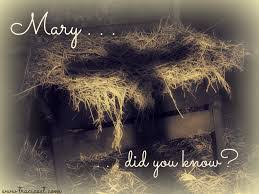 Mary . . .
. . . did you know?